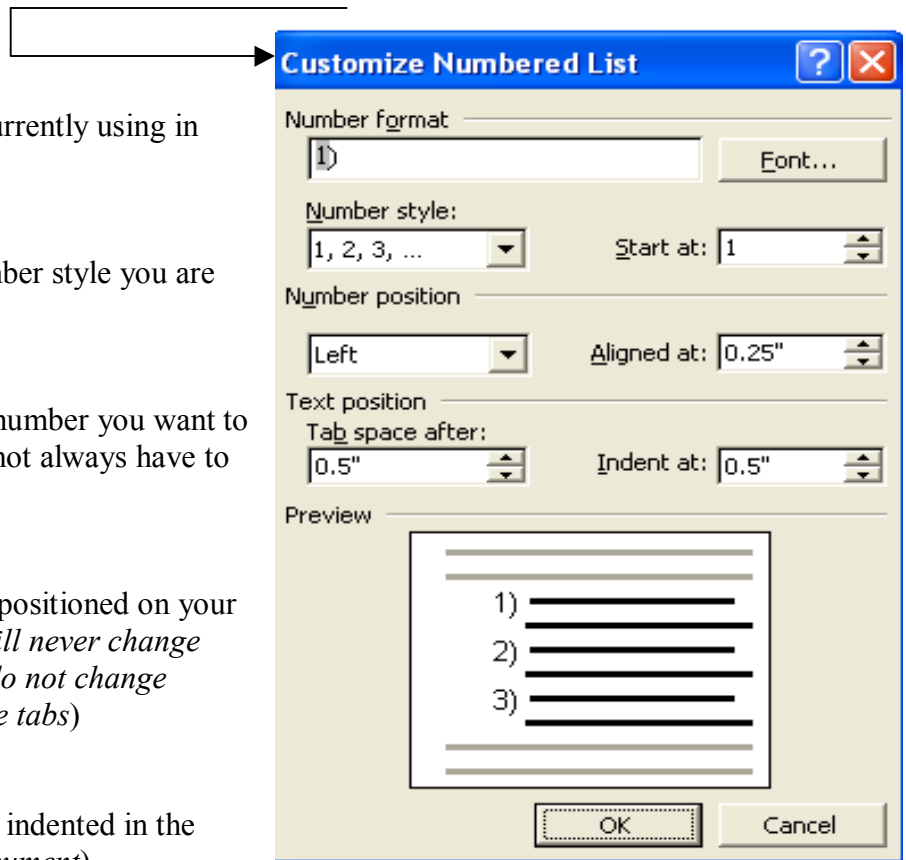 Customize Numbered List
urrently using in
Number format
1)
Font...
Number style:
1, 2, 3, ...
Start at: 1
ber style you are
Number position
Left
Aligned at: 0.25"
number you want to
not always have to
Text position
Tab space after:
0.5"
Indent at: 0.5"
Preview
1)
2)
3)
positioned on your
ill never change
do not change
e tabs)
indented in the
OK
Cancel